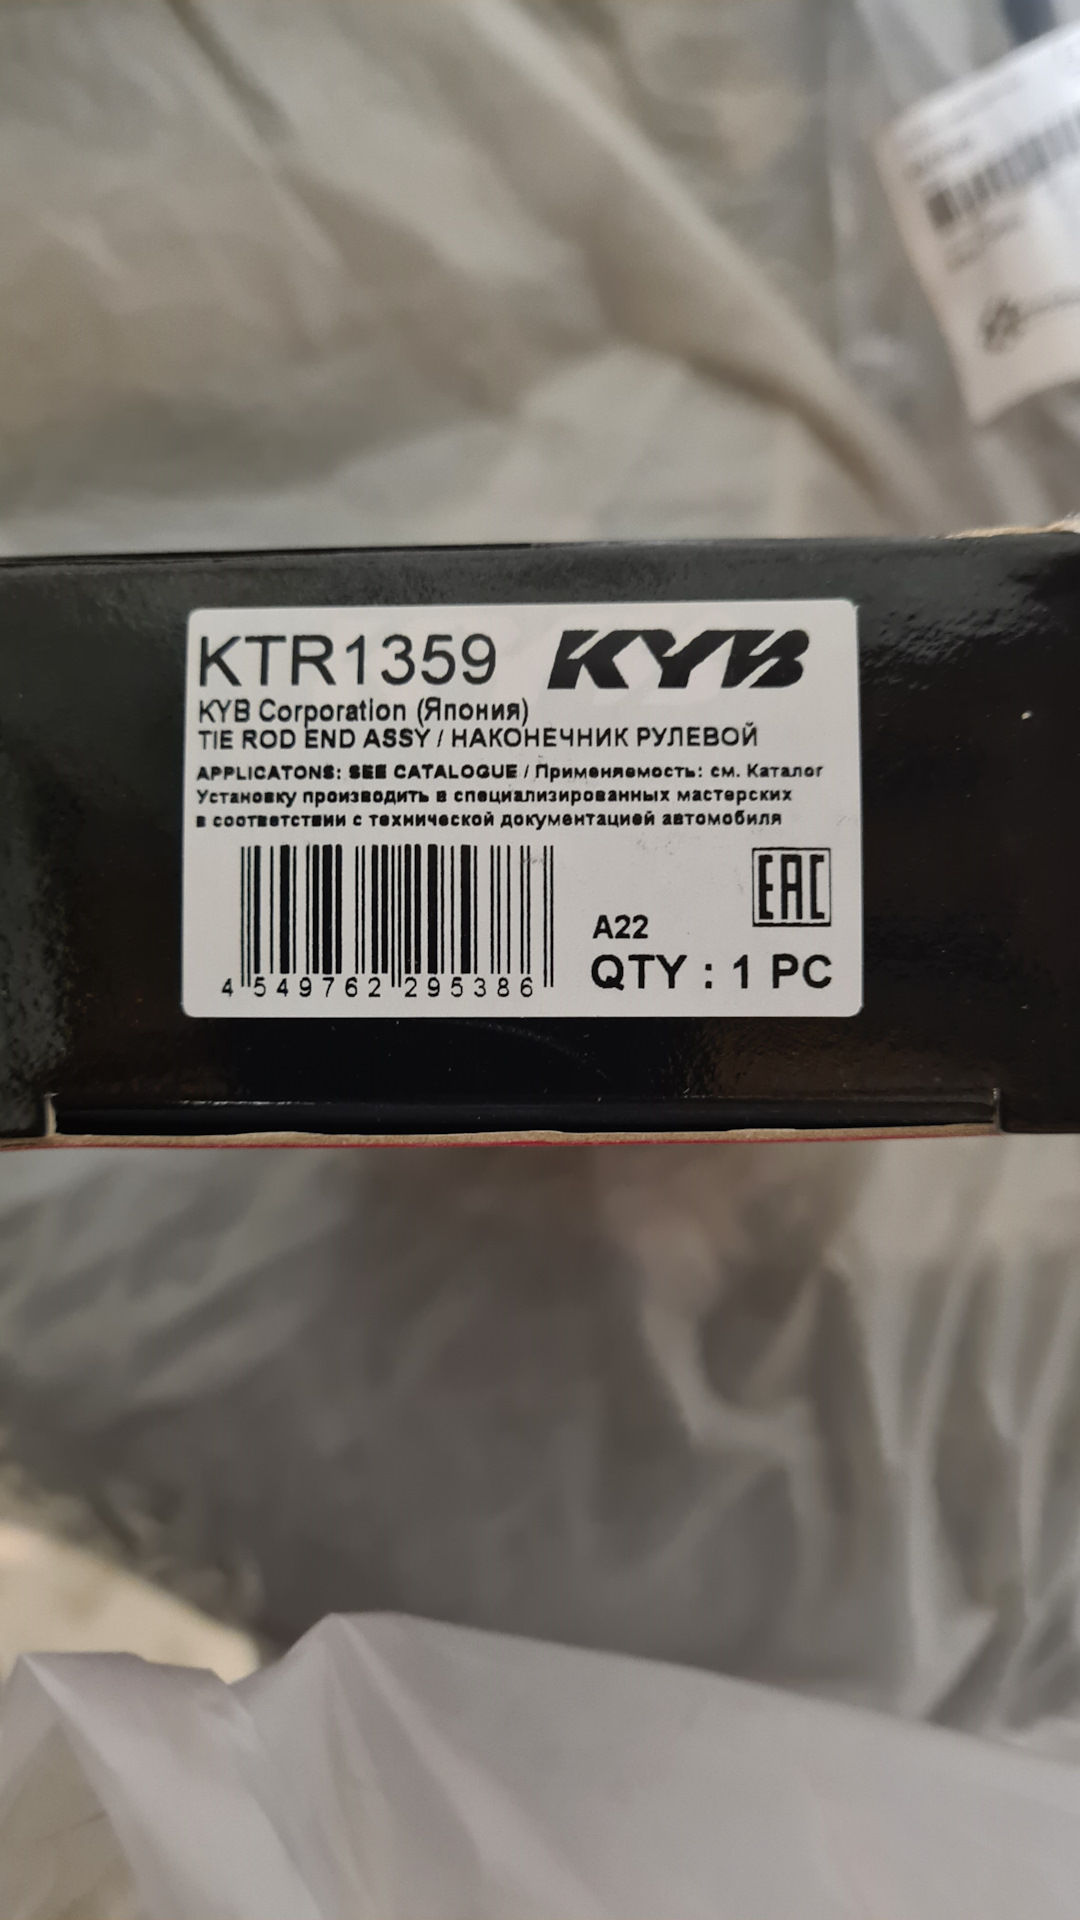 KTR1359 KYB
KYB Corporation (Япония)
TIE ROD END ASSY / НАКОНЕЧНИК РУЛЕВОЙ
APPLICATONS: SEE CATALOGUE / Применяемость: см. Каталог
Установку производить в специализированных мастерских
в соответствии с технической документацией автомобиля
EAC
A22
QTY : 1 PC
4 549762 295386